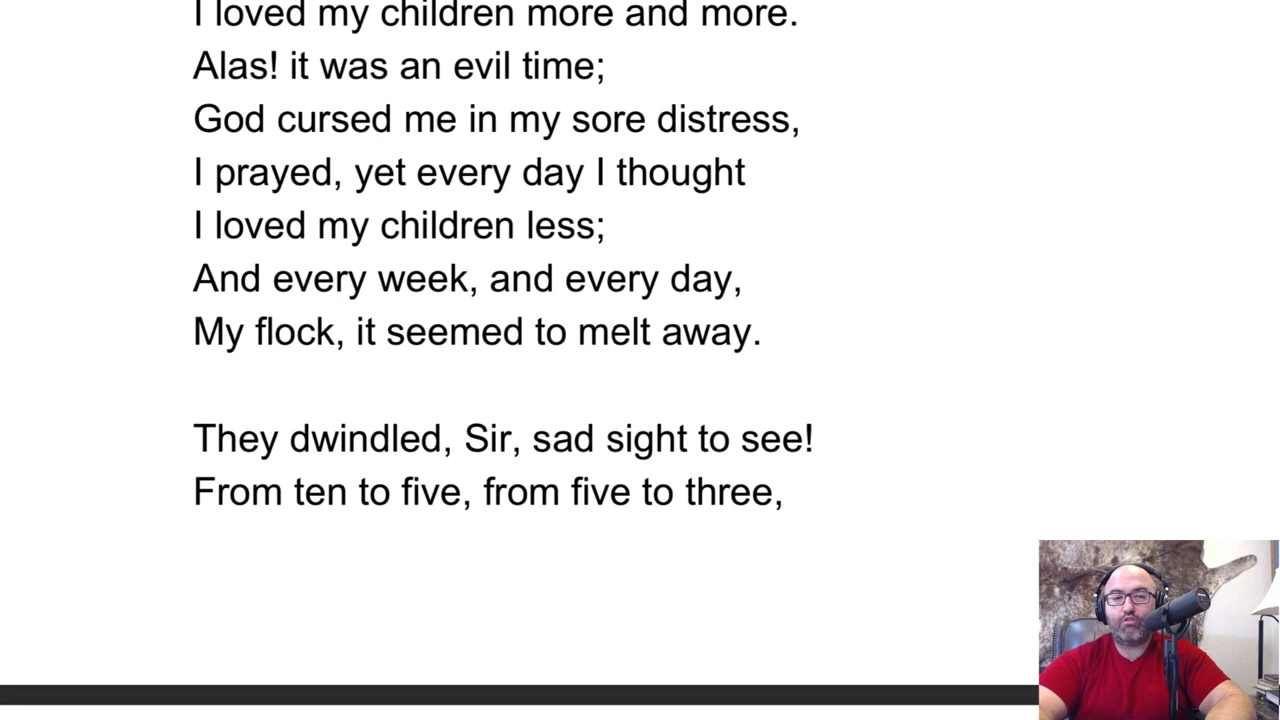 I loved my children more and more.
Alas! it was an evil time;
God cursed me in my sore distress,
I prayed, yet every day I thought
I loved my children less;
And every week, and every day,
My flock, it seemed to melt away.
They dwindled, Sir, sad sight to see!
From ten to five, from five to three,